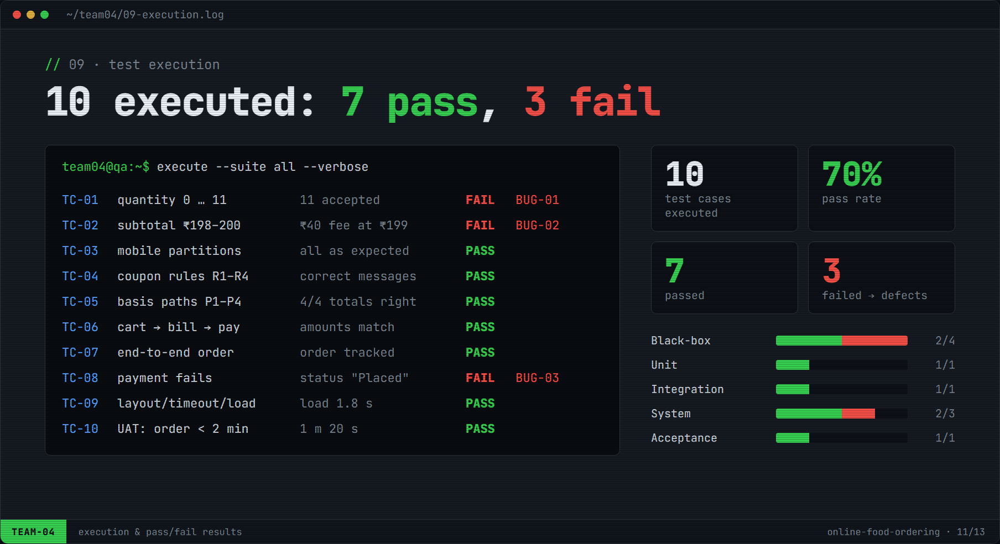 ~/team04/09-execution.log
// 09 · test execution
10 executed: 7 pass, 3 fail
team04@qa:~$ execute --suite all --verbose
TC-01 quantity 0 … 11 11 accepted FAIL BUG-01
TC-02 subtotal ₹198–200 ₹40 fee at ₹199 FAIL BUG-02
TC-03 mobile partitions all as expected PASS
TC-04 coupon rules R1–R4 correct messages PASS
TC-05 basis paths P1–P4 4/4 totals right PASS
TC-06 cart → bill → pay amounts match PASS
TC-07 end-to-end order order tracked PASS
TC-08 payment fails status "Placed" FAIL BUG-03
TC-09 layout/timeout/load load 1.8 s PASS
TC-10 UAT: order < 2 min 1 m 20 s PASS
10
test cases
executed
70%
pass rate
7
passed
3
failed → defects
Black-box 2/4
Unit 1/1
Integration 1/1
System 2/3
Acceptance 1/1
TEAM-04 execution & pass/fail results
online-food-ordering · 11/13